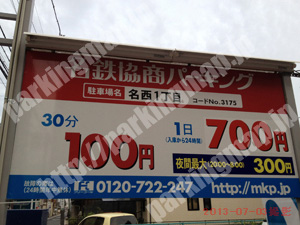 名鉄協商パーキング
駐車場名 名西1丁目 コードNo.3175
30分 100円
1日 700円
(入庫から24時間)
夜間最大(20:00~8:00) 300円
0120-722-247 http://mkp.jp
parkingmap.com